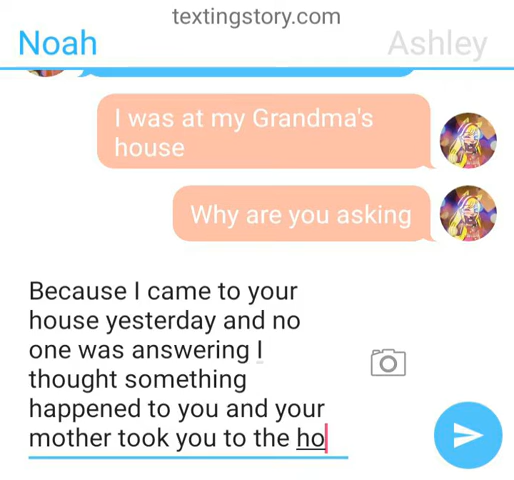 textingstory.com
Noah
Ashley
I was at my Grandma's
house
Why are you asking
Because I came to your
house yesterday and no
one was answering I
thought something
happened to you and your
mother took you to the ho